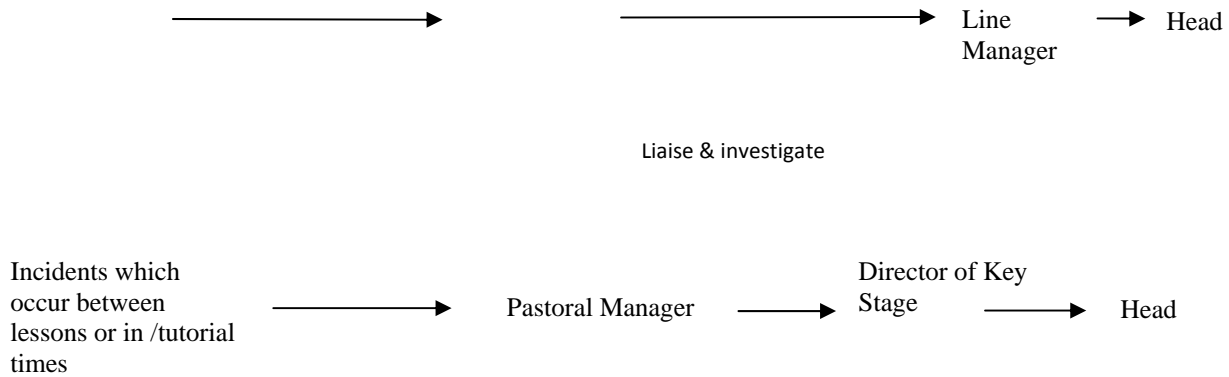 Line
Manager
Head
Liaise & investigate
Incidents which
occur between
lessons or in /tutorial
times
Pastoral Manager
Director of Key
Stage
Head